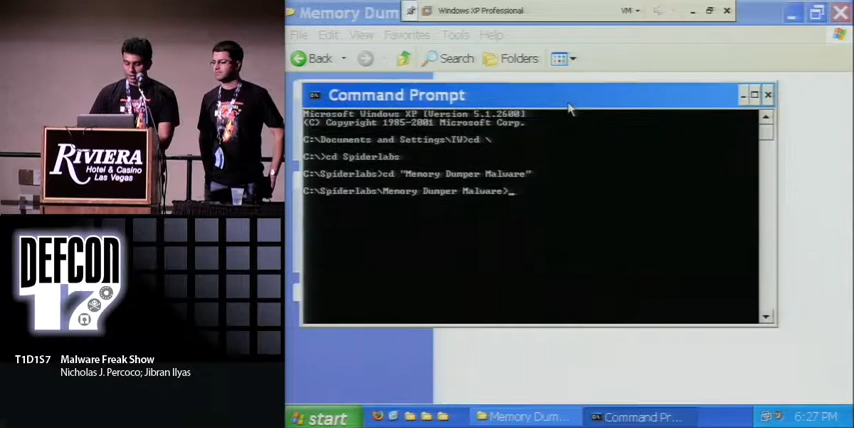 RIVIERA
Hotel & Casino
Las Vegas
DEFCON
17
T1D1S7 Malware Freak Show
Nicholas J. Percoco; Jibran Ilyas
Memory Dum
Windows XP Professional
VM
File Edit View Favorites Tools Help
Back Search Folders
Command Prompt
Microsoft Windows XP [Version 5.1.2600]
(C) Copyright 1985-2001 Microsoft Corp.
C:\Documents and Settings\TW>cd \
C:\>cd Spiderlabs
C:\Spiderlabs>cd "Memory Dumper Malware"
C:\Spiderlabs\Memory Dumper Malware>_
start
Memory Dum...
Command Pr...
6:27 PM